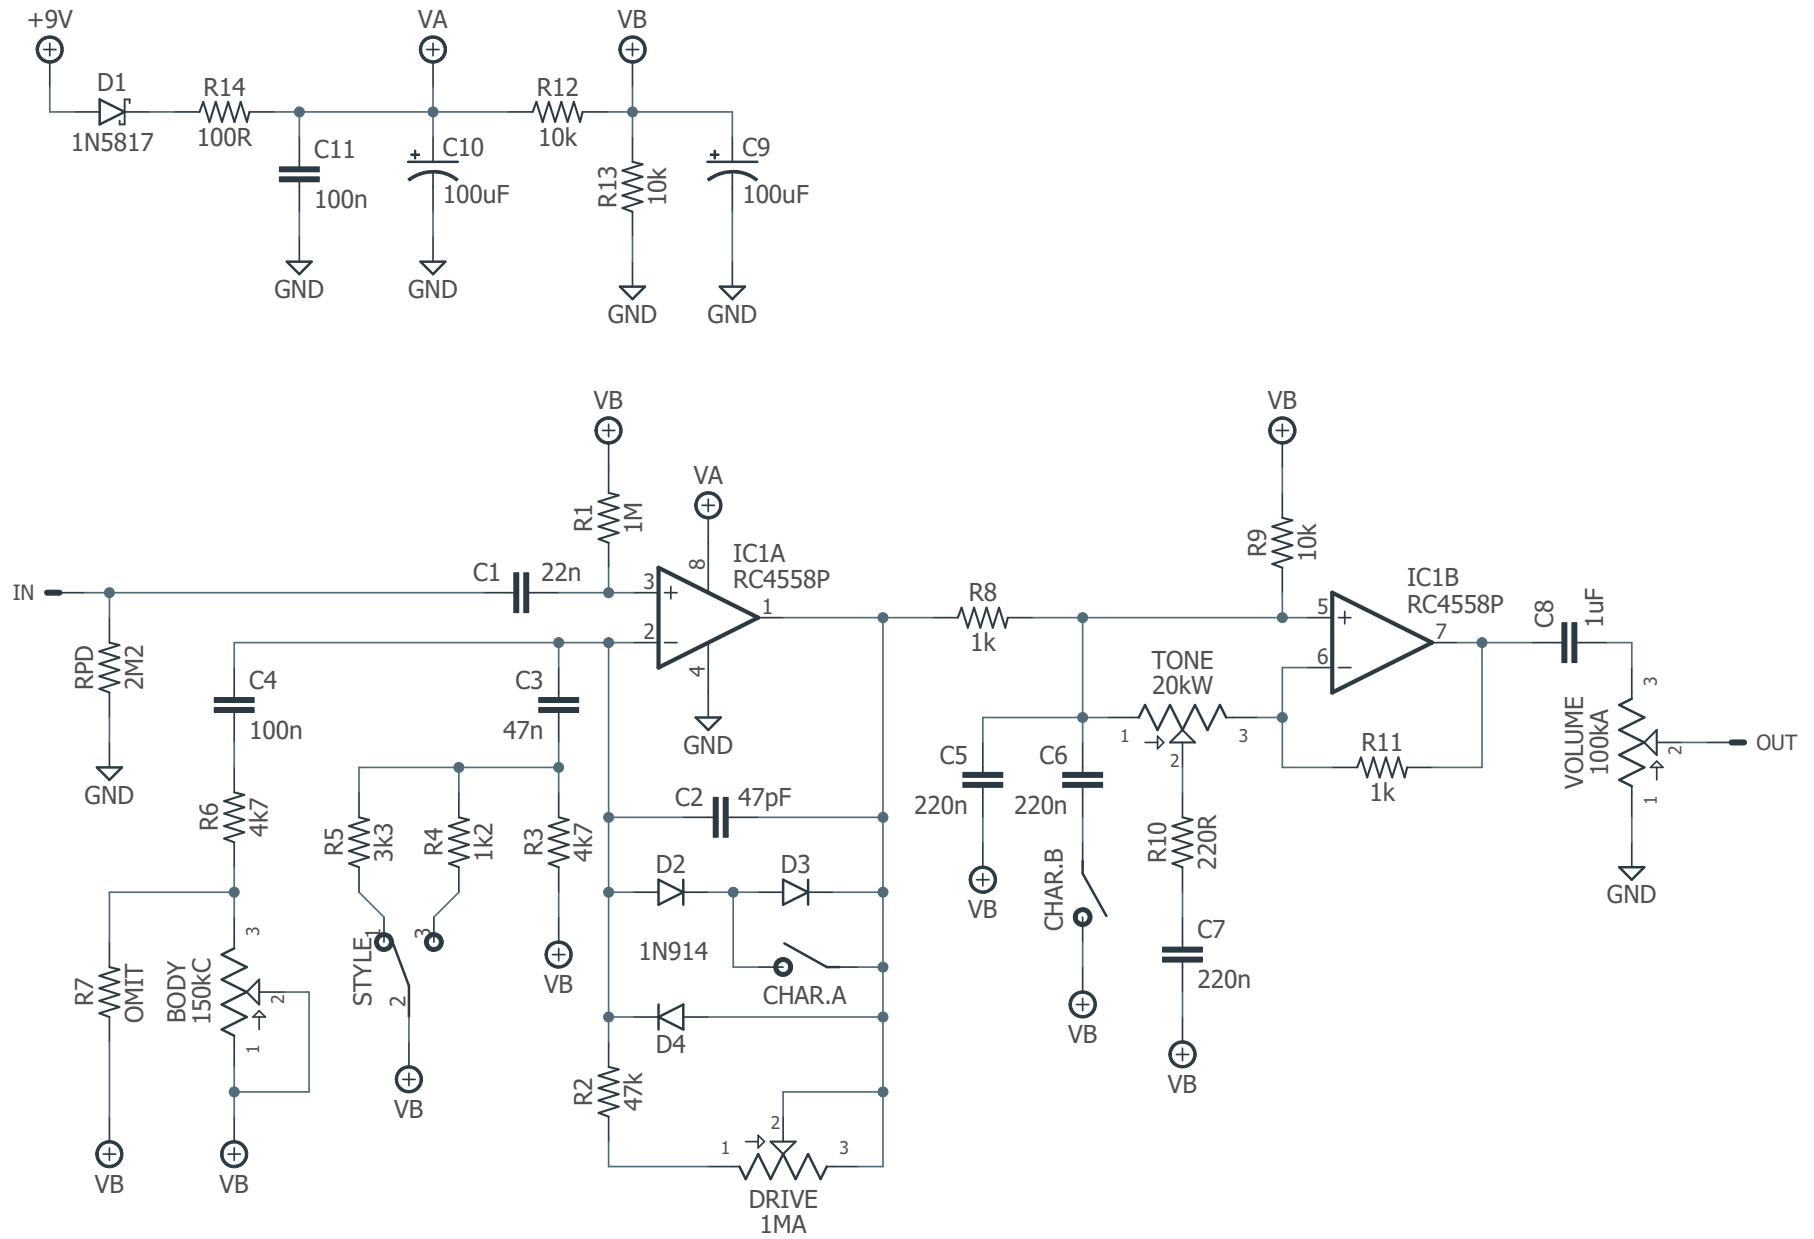 +9V
VA
VB
D1
1N5817
R14
100R
C11
100n
C10
100uF
R12
10k
R13
10k
C9
100uF
+
+
GND
GND
GND
GND
VB
R1
1M
VA
IC1A
RC4558P
8
3
2
1
4
+
−
GND
IN
RPD
2M2
GND
C1
22n
C4
100n
C3
47n
R6
4k7
R5
3k3
R4
1k2
R3
4k7
STYLE
1
3
2
VB
VB
R7
OMIT
VB
BODY
150kC
3
2
1
VB
C2
47pF
D2
D3
1N914
CHAR.A
D4
R2
47k
1
2
3
DRIVE
1MA
R8
1k
VB
R9
10k
IC1B
RC4558P
5
6
7
+
−
TONE
20kW
1
2
3
C5
220n
VB
C6
220n
CHAR.B
VB
R10
220R
C7
220n
VB
R11
1k
C8
1uF
VOLUME
100kA
3
2
1
OUT
GND